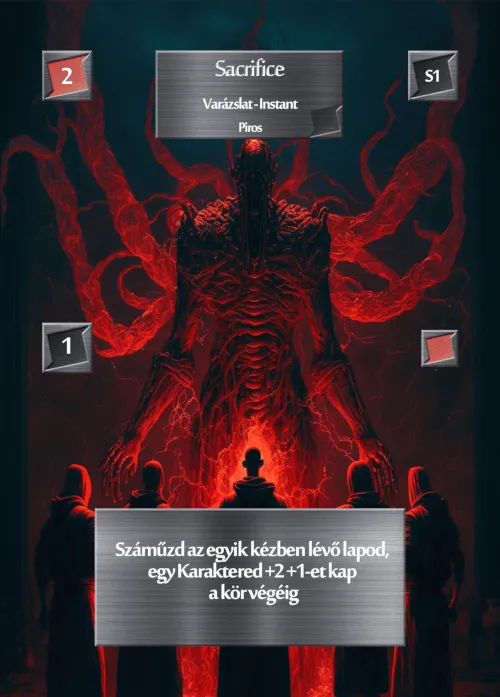 2
Sacrifice
S1
Varázslat - Instant
Piros
1
Száműzd az egyik kézben lévő lapod,
egy Karaktered +2 +1-et kap
a kör végéig